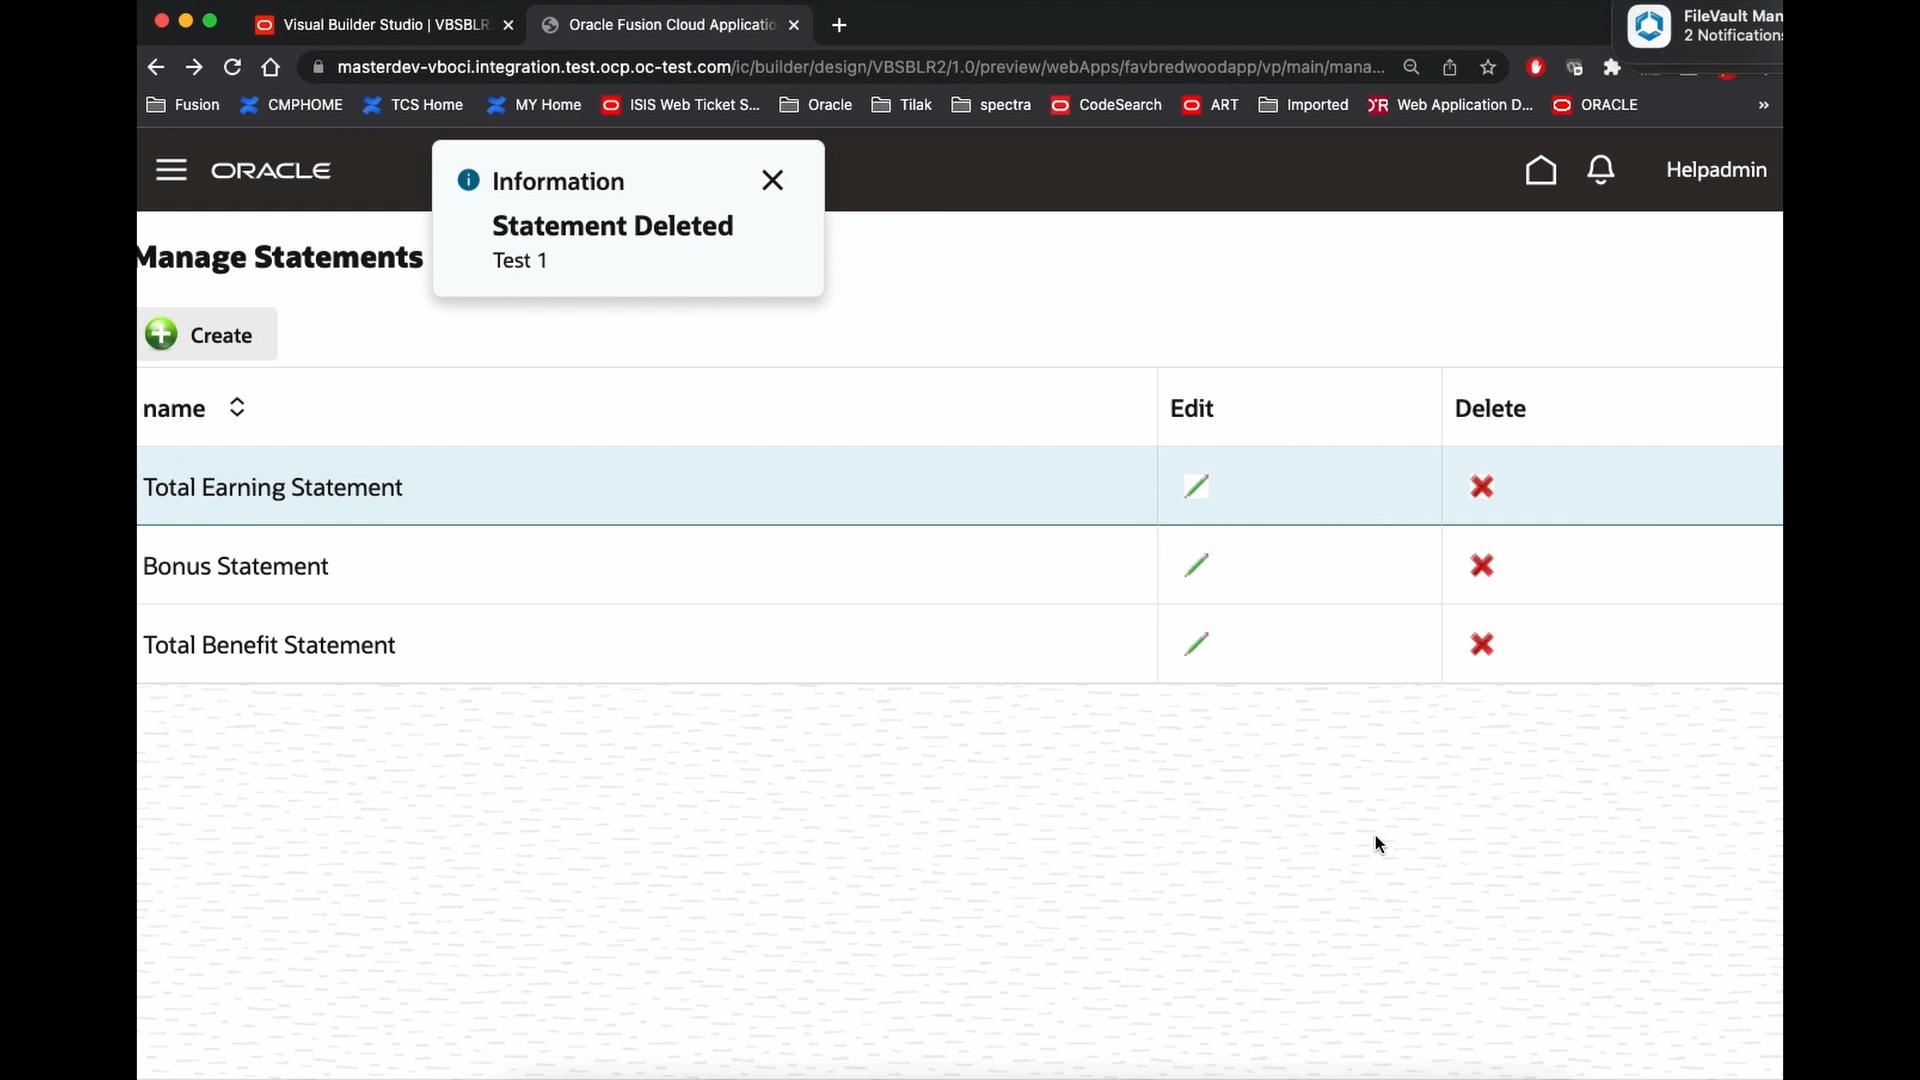 Visual Builder Studio | VBSBLR
Oracle Fusion Cloud Applicatio
FileVault Man
2 Notifications
masterdev-vboci.integration.test.ocp.oc-test.com/ic/builder/design/VBSBLR2/1.0/preview/webApps/favbredwoodapp/vp/main/mana...
Fusion CMPHOME TCS Home MY Home ISIS Web Ticket S... Oracle Tilak spectra CodeSearch ART Imported Web Application D... ORACLE »
ORACLE
Helpadmin
Information
Statement Deleted
Test 1
Manage Statements
Create
name Edit Delete
Total Earning Statement
Bonus Statement
Total Benefit Statement